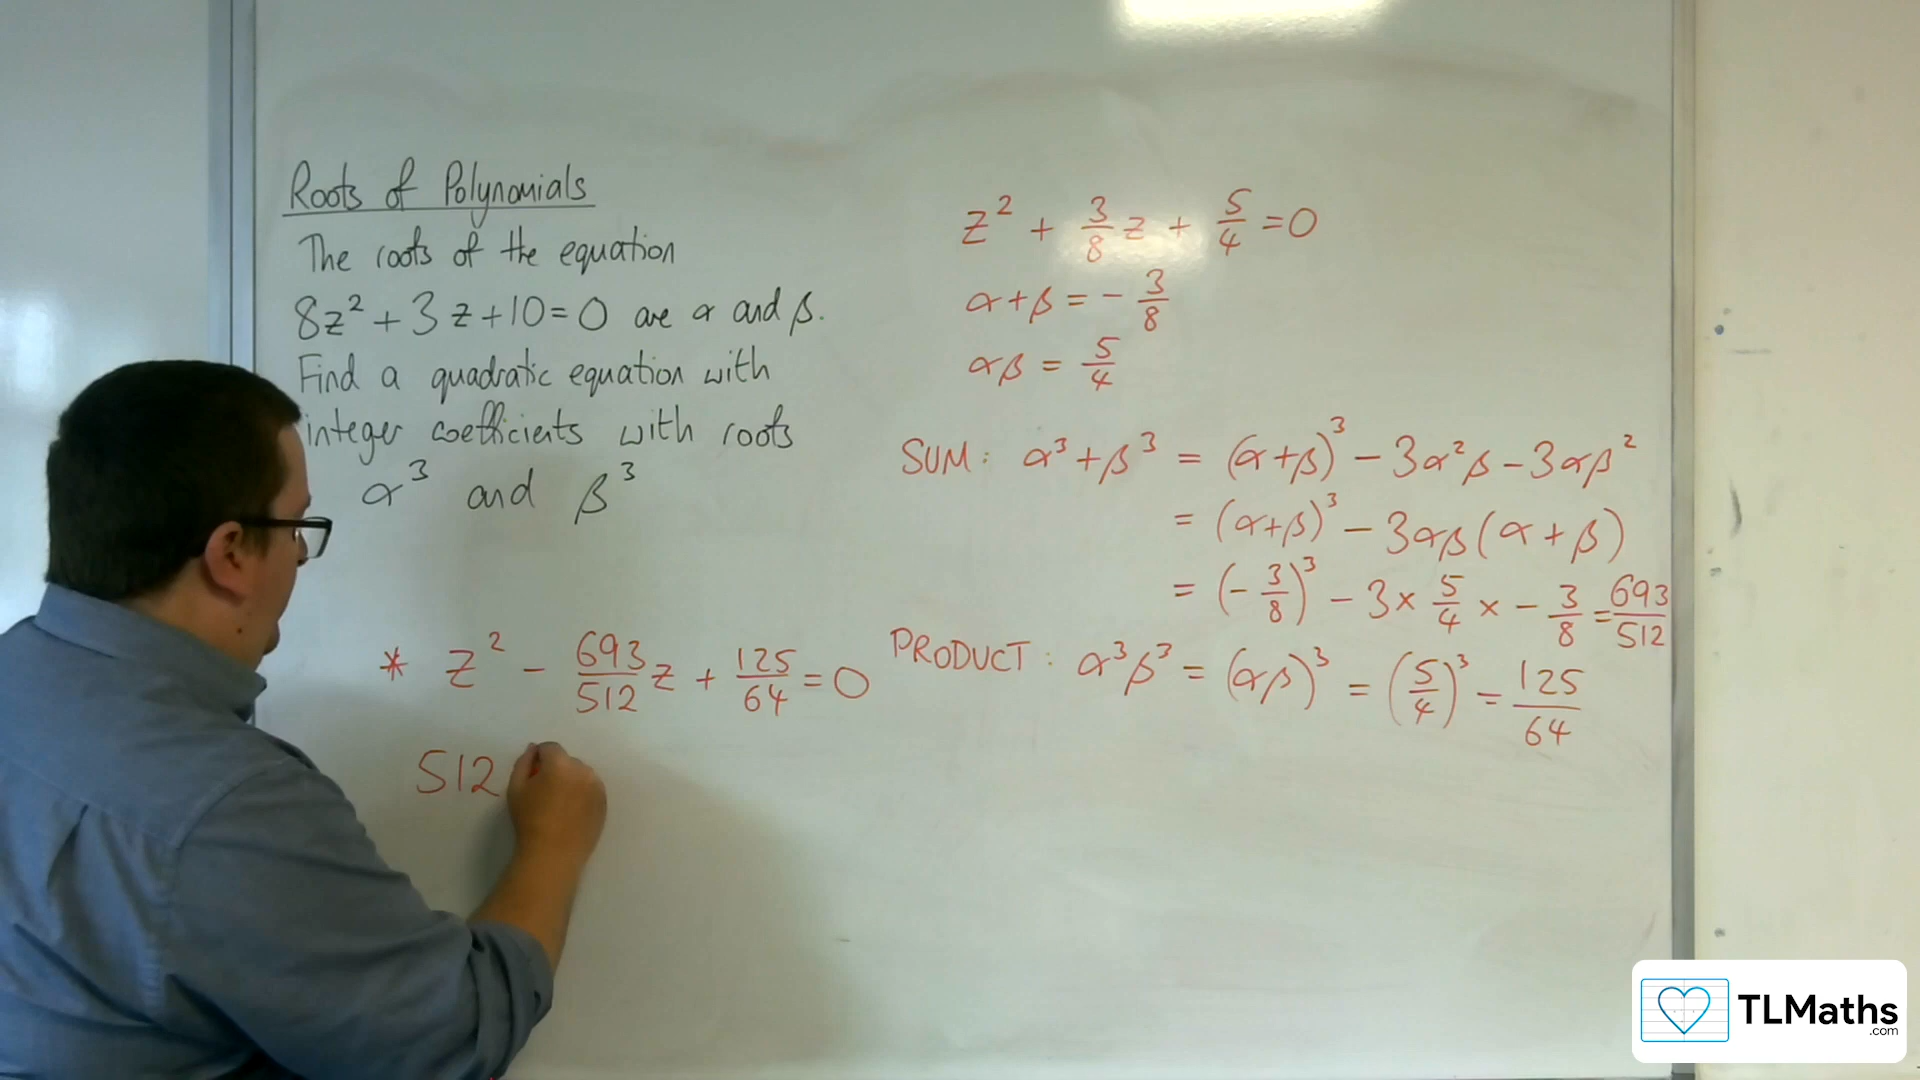 Roots of Polynomials
The roots of the equation
8z² + 3z + 10 = 0 are α and β.
Find a quadratic equation with
integer coefficients with roots
α³ and β³
* z² - 693/512 z + 125/64 = 0
512
z² + 3/8 z + 5/4 = 0
α + β = - 3/8
αβ = 5/4
SUM: α³ + β³ = (α+β)³ - 3α²β - 3αβ²
= (α+β)³ - 3αβ(α + β)
= (- 3/8)³ - 3 × 5/4 × - 3/8 = 693/512
PRODUCT: α³β³ = (αβ)³ = (5/4)³ = 125/64
TLMaths
.com